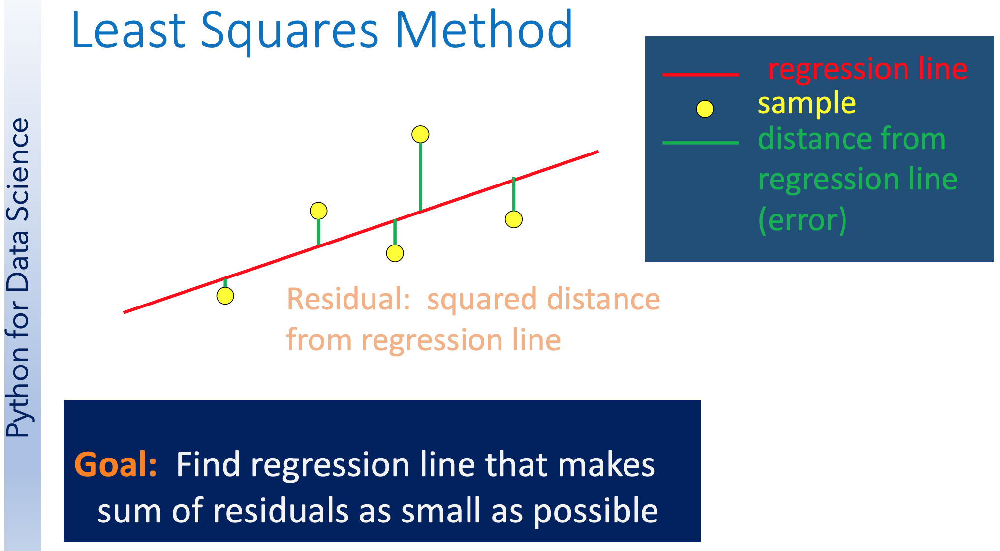 Least Squares Method
regression line
sample
distance from
regression line
(error)
Residual:  squared distance
from regression line
Goal:  Find regression line that makes
sum of residuals as small as possible
Python for Data Science